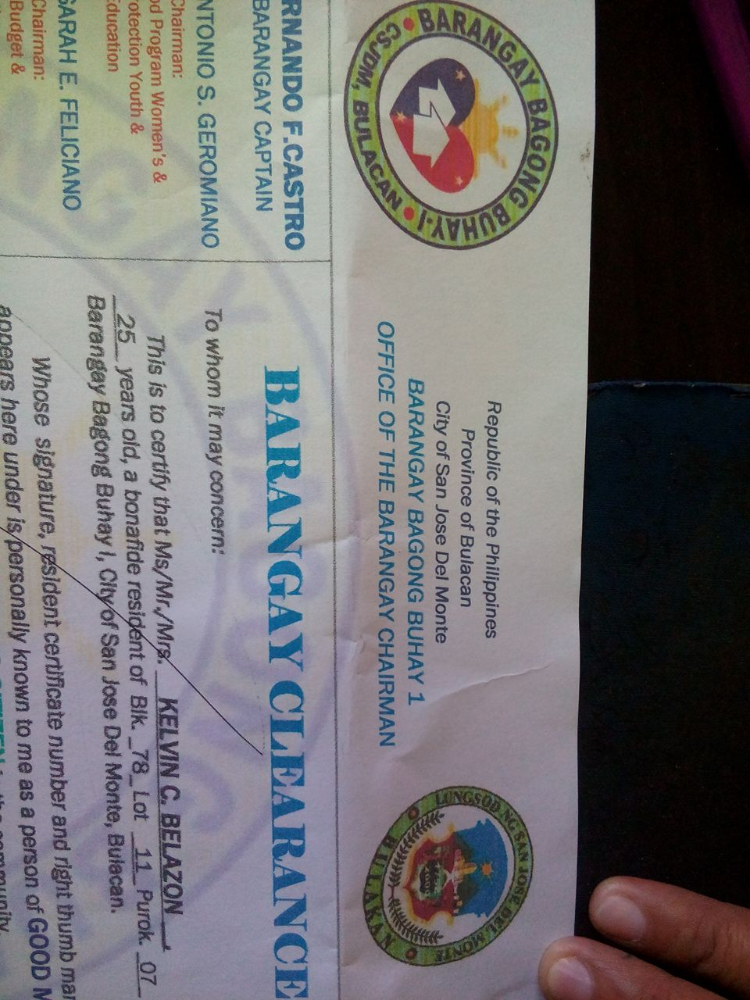 BARANGAY BAGONG BUHAY-I
CSJDM, BULACAN
Republic of the Philippines
Province of Bulacan
City of San Jose Del Monte
BARANGAY BAGONG BUHAY 1
OFFICE OF THE BARANGAY CHAIRMAN
LUNGSOD NG SAN JOSE DEL MONTE
BULAKAN
RNANDO F.CASTRO
BARANGAY CAPTAIN
NTONIO S. GEROMIANO
Chairman:
od Program Women's &
otection Youth &
Education
SARAH E. FELICIANO
Chairman:
Budget &
BARANGAY CLEARANCE
To whom it may concern:
This is to certify that Ms/Mr./Mrs. KELVIN C. BELAZON
25 years old, a bonafide resident of Blk. _78_ Lot _11_ Purok. _07
Barangay Bagong Buhay I, City of San Jose Del Monte, Bulacan.
Whose signature, resident certificate number and right thumb mar
appears here under is personally known to me as a person of GOOD M